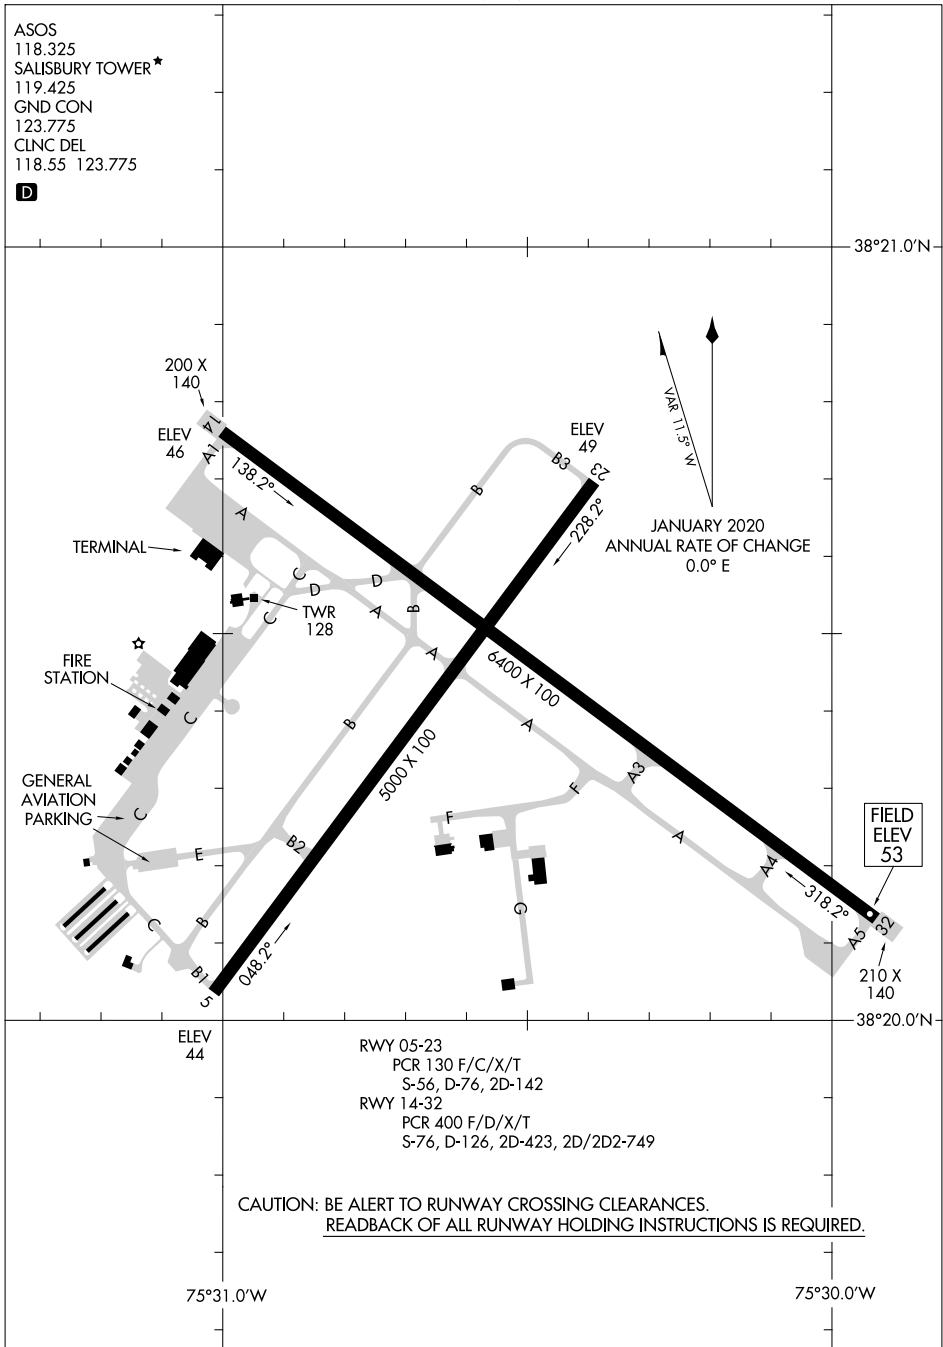 ASOS
118.325
SALISBURY TOWER★
119.425
GND CON
123.775
CLNC DEL
118.55 123.775
D
38°21.0'N
200 X
140
14
ELEV
46
A1
138.2°
A
TERMINAL
C
D
D
B
B
B3
ELEV
49
23
228.2°
VAR 11.5° W
JANUARY 2020
ANNUAL RATE OF CHANGE
0.0° E
TWR
128
C
A
A
6400 X 100
FIRE
STATION
C
B
A
5000 X 100
A3
F
F
GENERAL
AVIATION
PARKING
C
E
B2
A
A4
FIELD
ELEV
53
318.2°
G
A5
32
210 X
140
C
B
B1
048.2°
5
38°20.0'N
ELEV
44
RWY 05-23
PCR 130 F/C/X/T
S-56, D-76, 2D-142
RWY 14-32
PCR 400 F/D/X/T
S-76, D-126, 2D-423, 2D/2D2-749
CAUTION: BE ALERT TO RUNWAY CROSSING CLEARANCES.
READBACK OF ALL RUNWAY HOLDING INSTRUCTIONS IS REQUIRED.
75°31.0'W
75°30.0'W